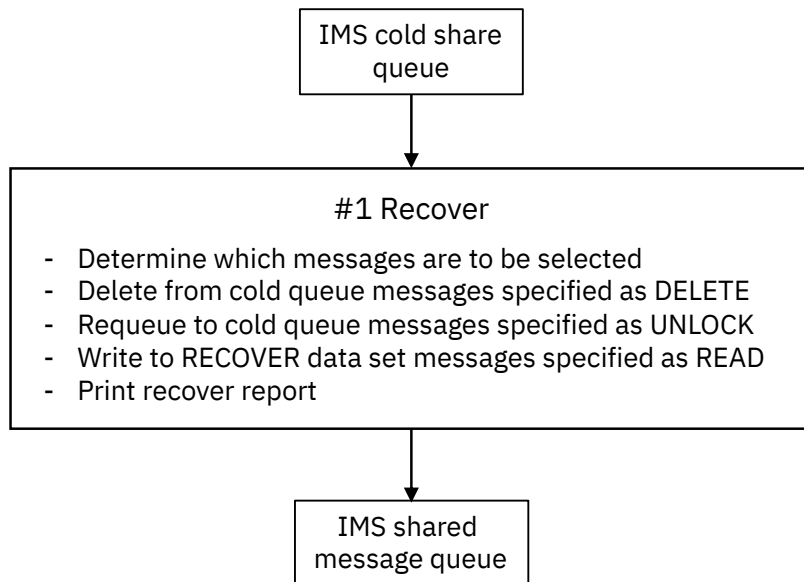 IMS cold share
queue
#1 Recover
- Determine which messages are to be selected
- Delete from cold queue messages specified as DELETE
- Requeue to cold queue messages specified as UNLOCK
- Write to RECOVER data set messages specified as READ
- Print recover report
IMS shared
message queue